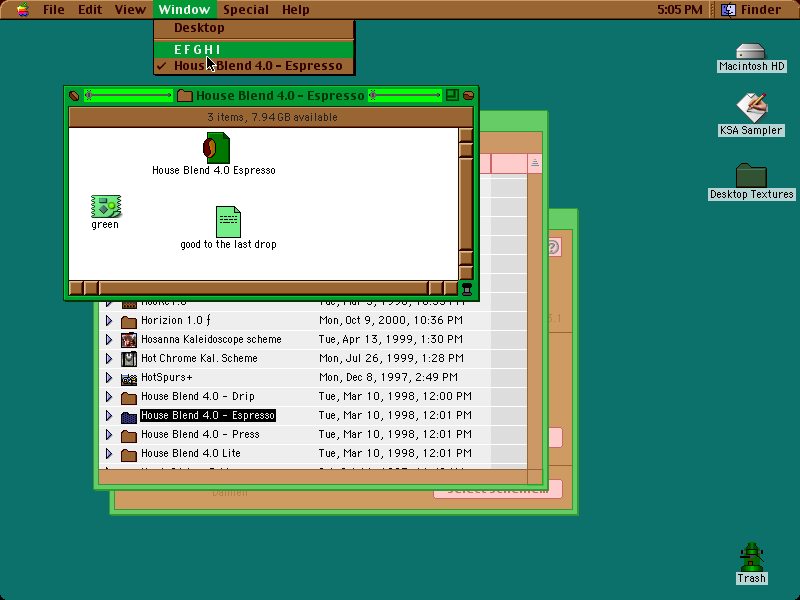 File Edit View Window Special Help 5:05 PM Finder
Desktop
E F G H I
✓ House Blend 4.0 - Espresso
Macintosh HD
KSA Sampler
Desktop Textures
Trash
House Blend 4.0 - Espresso
3 items, 7.94 GB available
House Blend 4.0 Espresso
green
good to the last drop
Horizion 1.0 ƒ Mon, Oct 9, 2000, 10:36 PM
Hosanna Kaleidoscope scheme Tue, Apr 13, 1999, 1:30 PM
Hot Chrome Kal. Scheme Mon, Jul 26, 1999, 1:28 PM
HotSpurs+ Mon, Dec 8, 1997, 2:49 PM
House Blend 4.0 - Drip Tue, Mar 10, 1998, 12:00 PM
House Blend 4.0 - Espresso Tue, Mar 10, 1998, 12:01 PM
House Blend 4.0 - Press Tue, Mar 10, 1998, 12:01 PM
House Blend 4.0 Lite Tue, Mar 10, 1998, 12:01 PM